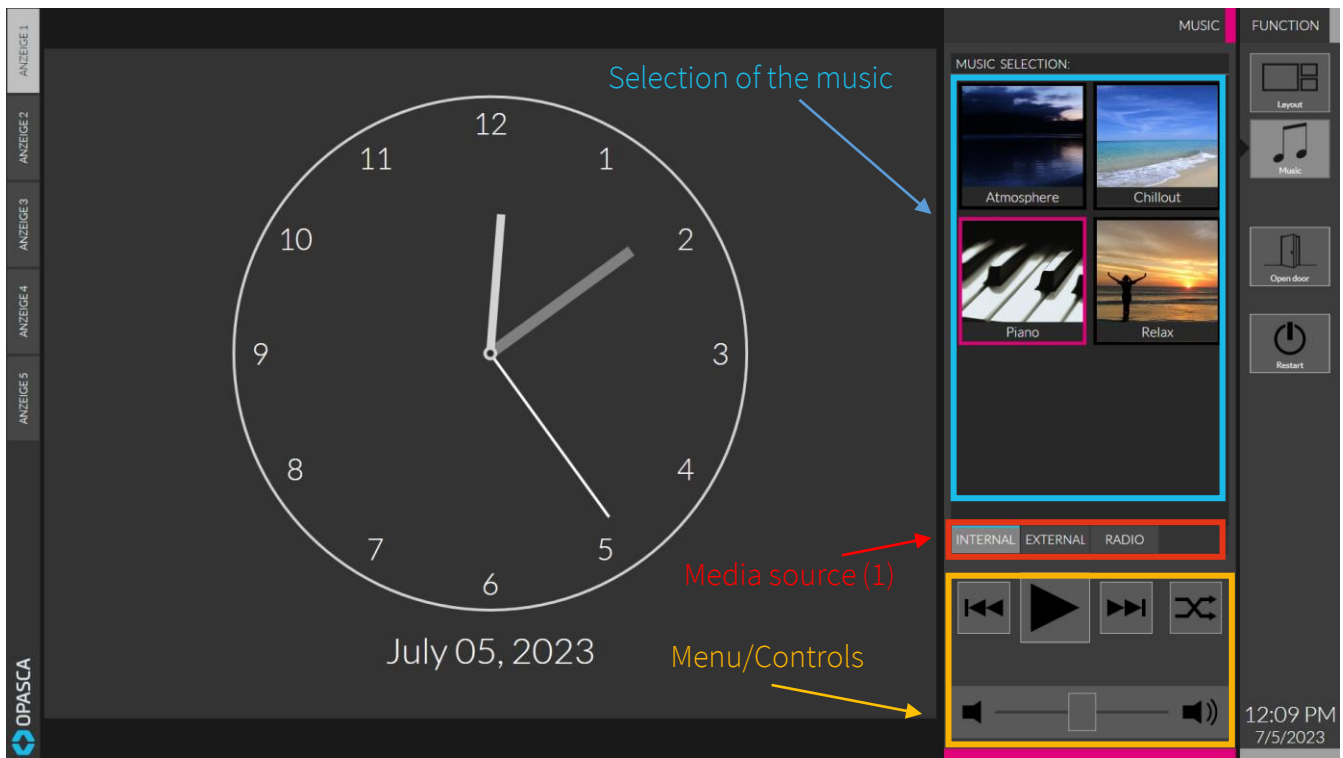 ANZEIGE 1
ANZEIGE 2
ANZEIGE 3
ANZEIGE 4
ANZEIGE 5
OPASCA
12
1
2
3
4
5
6
7
8
9
10
11
July 05, 2023
Selection of the music
Media source (1)
Menu/Controls
MUSIC
MUSIC SELECTION:
Atmosphere
Chillout
Piano
Relax
INTERNAL EXTERNAL RADIO
FUNCTION
Layout
Music
Open door
Restart
12:09 PM
7/5/2023